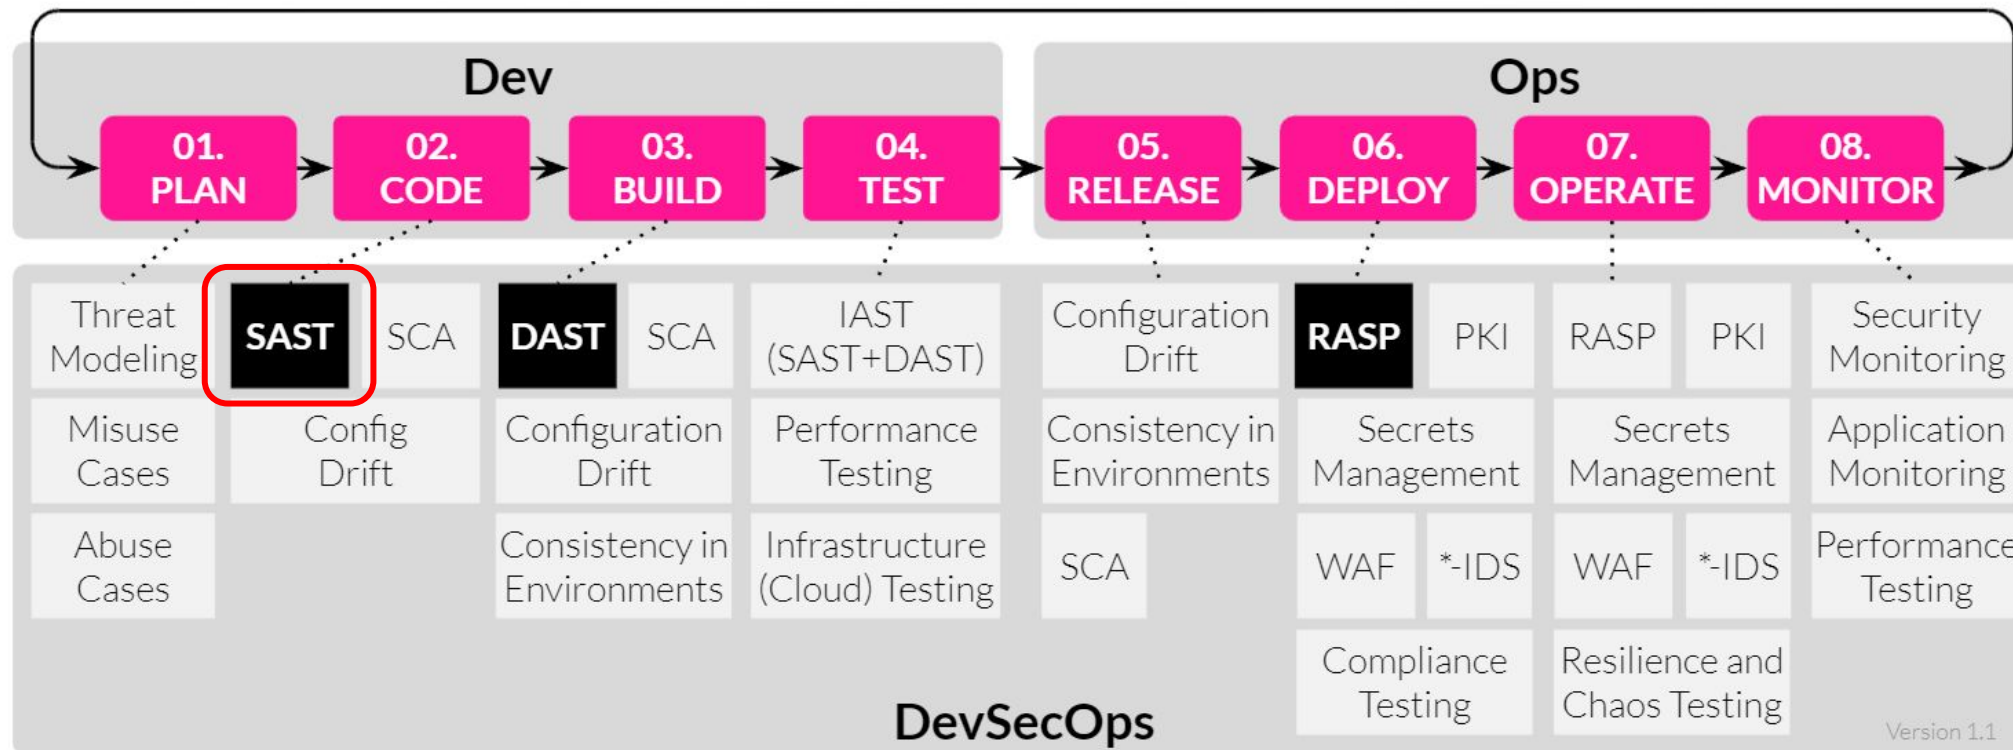 Dev
Ops
01.
PLAN
02.
CODE
03.
BUILD
04.
TEST
05.
RELEASE
06.
DEPLOY
07.
OPERATE
08.
MONITOR
Threat
Modeling
SAST
SCA
DAST
SCA
IAST
(SAST+DAST)
Configuration
Drift
RASP
PKI
RASP
PKI
Security
Monitoring
Misuse
Cases
Config
Drift
Configuration
Drift
Performance
Testing
Consistency in
Environments
Secrets
Management
Secrets
Management
Application
Monitoring
Abuse
Cases
Consistency in
Environments
Infrastructure
(Cloud) Testing
SCA
WAF
*-IDS
WAF
*-IDS
Performance
Testing
Compliance
Testing
Resilience and
Chaos Testing
DevSecOps
Version 1.1